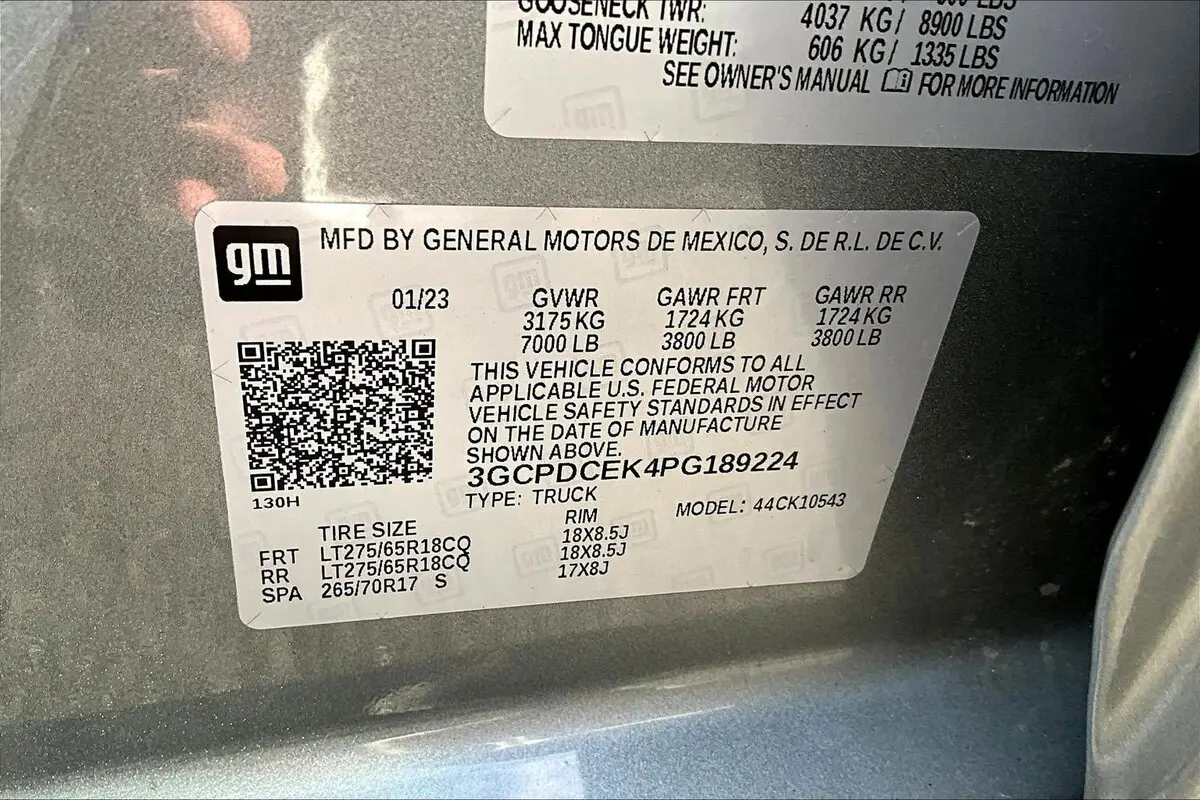 GOOSENECK TWR: 4037 KG/ 8900 LBS
MAX TONGUE WEIGHT: 606 KG/ 1335 LBS
SEE OWNER'S MANUAL FOR MORE INFORMATION
gm MFD BY GENERAL MOTORS DE MEXICO, S. DE R.L. DE C.V.
01/23 GVWR GAWR FRT GAWR RR
3175 KG 1724 KG 1724 KG
7000 LB 3800 LB 3800 LB
THIS VEHICLE CONFORMS TO ALL
APPLICABLE U.S. FEDERAL MOTOR
VEHICLE SAFETY STANDARDS IN EFFECT
ON THE DATE OF MANUFACTURE
SHOWN ABOVE.
3GCPDCEK4PG189224
130H TYPE: TRUCK MODEL: 44CK10543
TIRE SIZE RIM
FRT LT275/65R18CQ 18X8.5J
RR LT275/65R18CQ 18X8.5J
SPA 265/70R17 S 17X8J